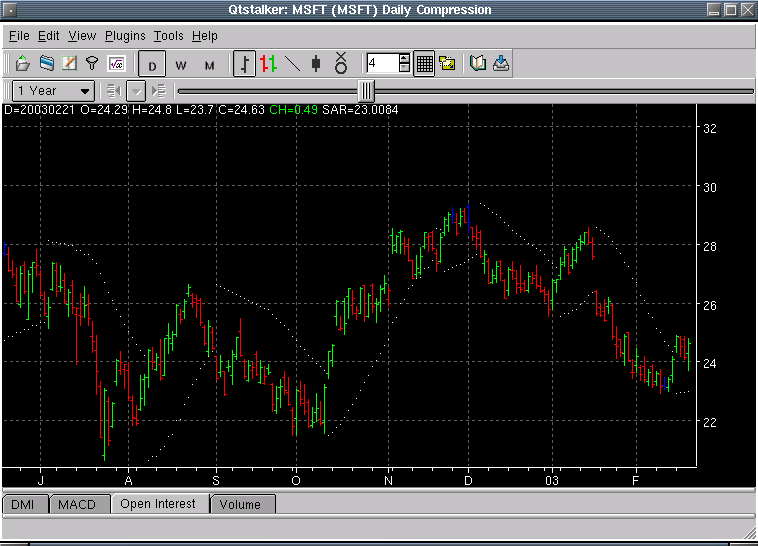 Qtstalker: MSFT (MSFT) Daily Compression
File Edit View Plugins Tools Help
D W M 4
1 Year
D=20030221 O=24.29 H=24.8 L=23.7 C=24.63 CH=0.49 SAR=23.0084
32
30
28
26
24
22
J A S O N D 03 F
DMI MACD Open Interest Volume